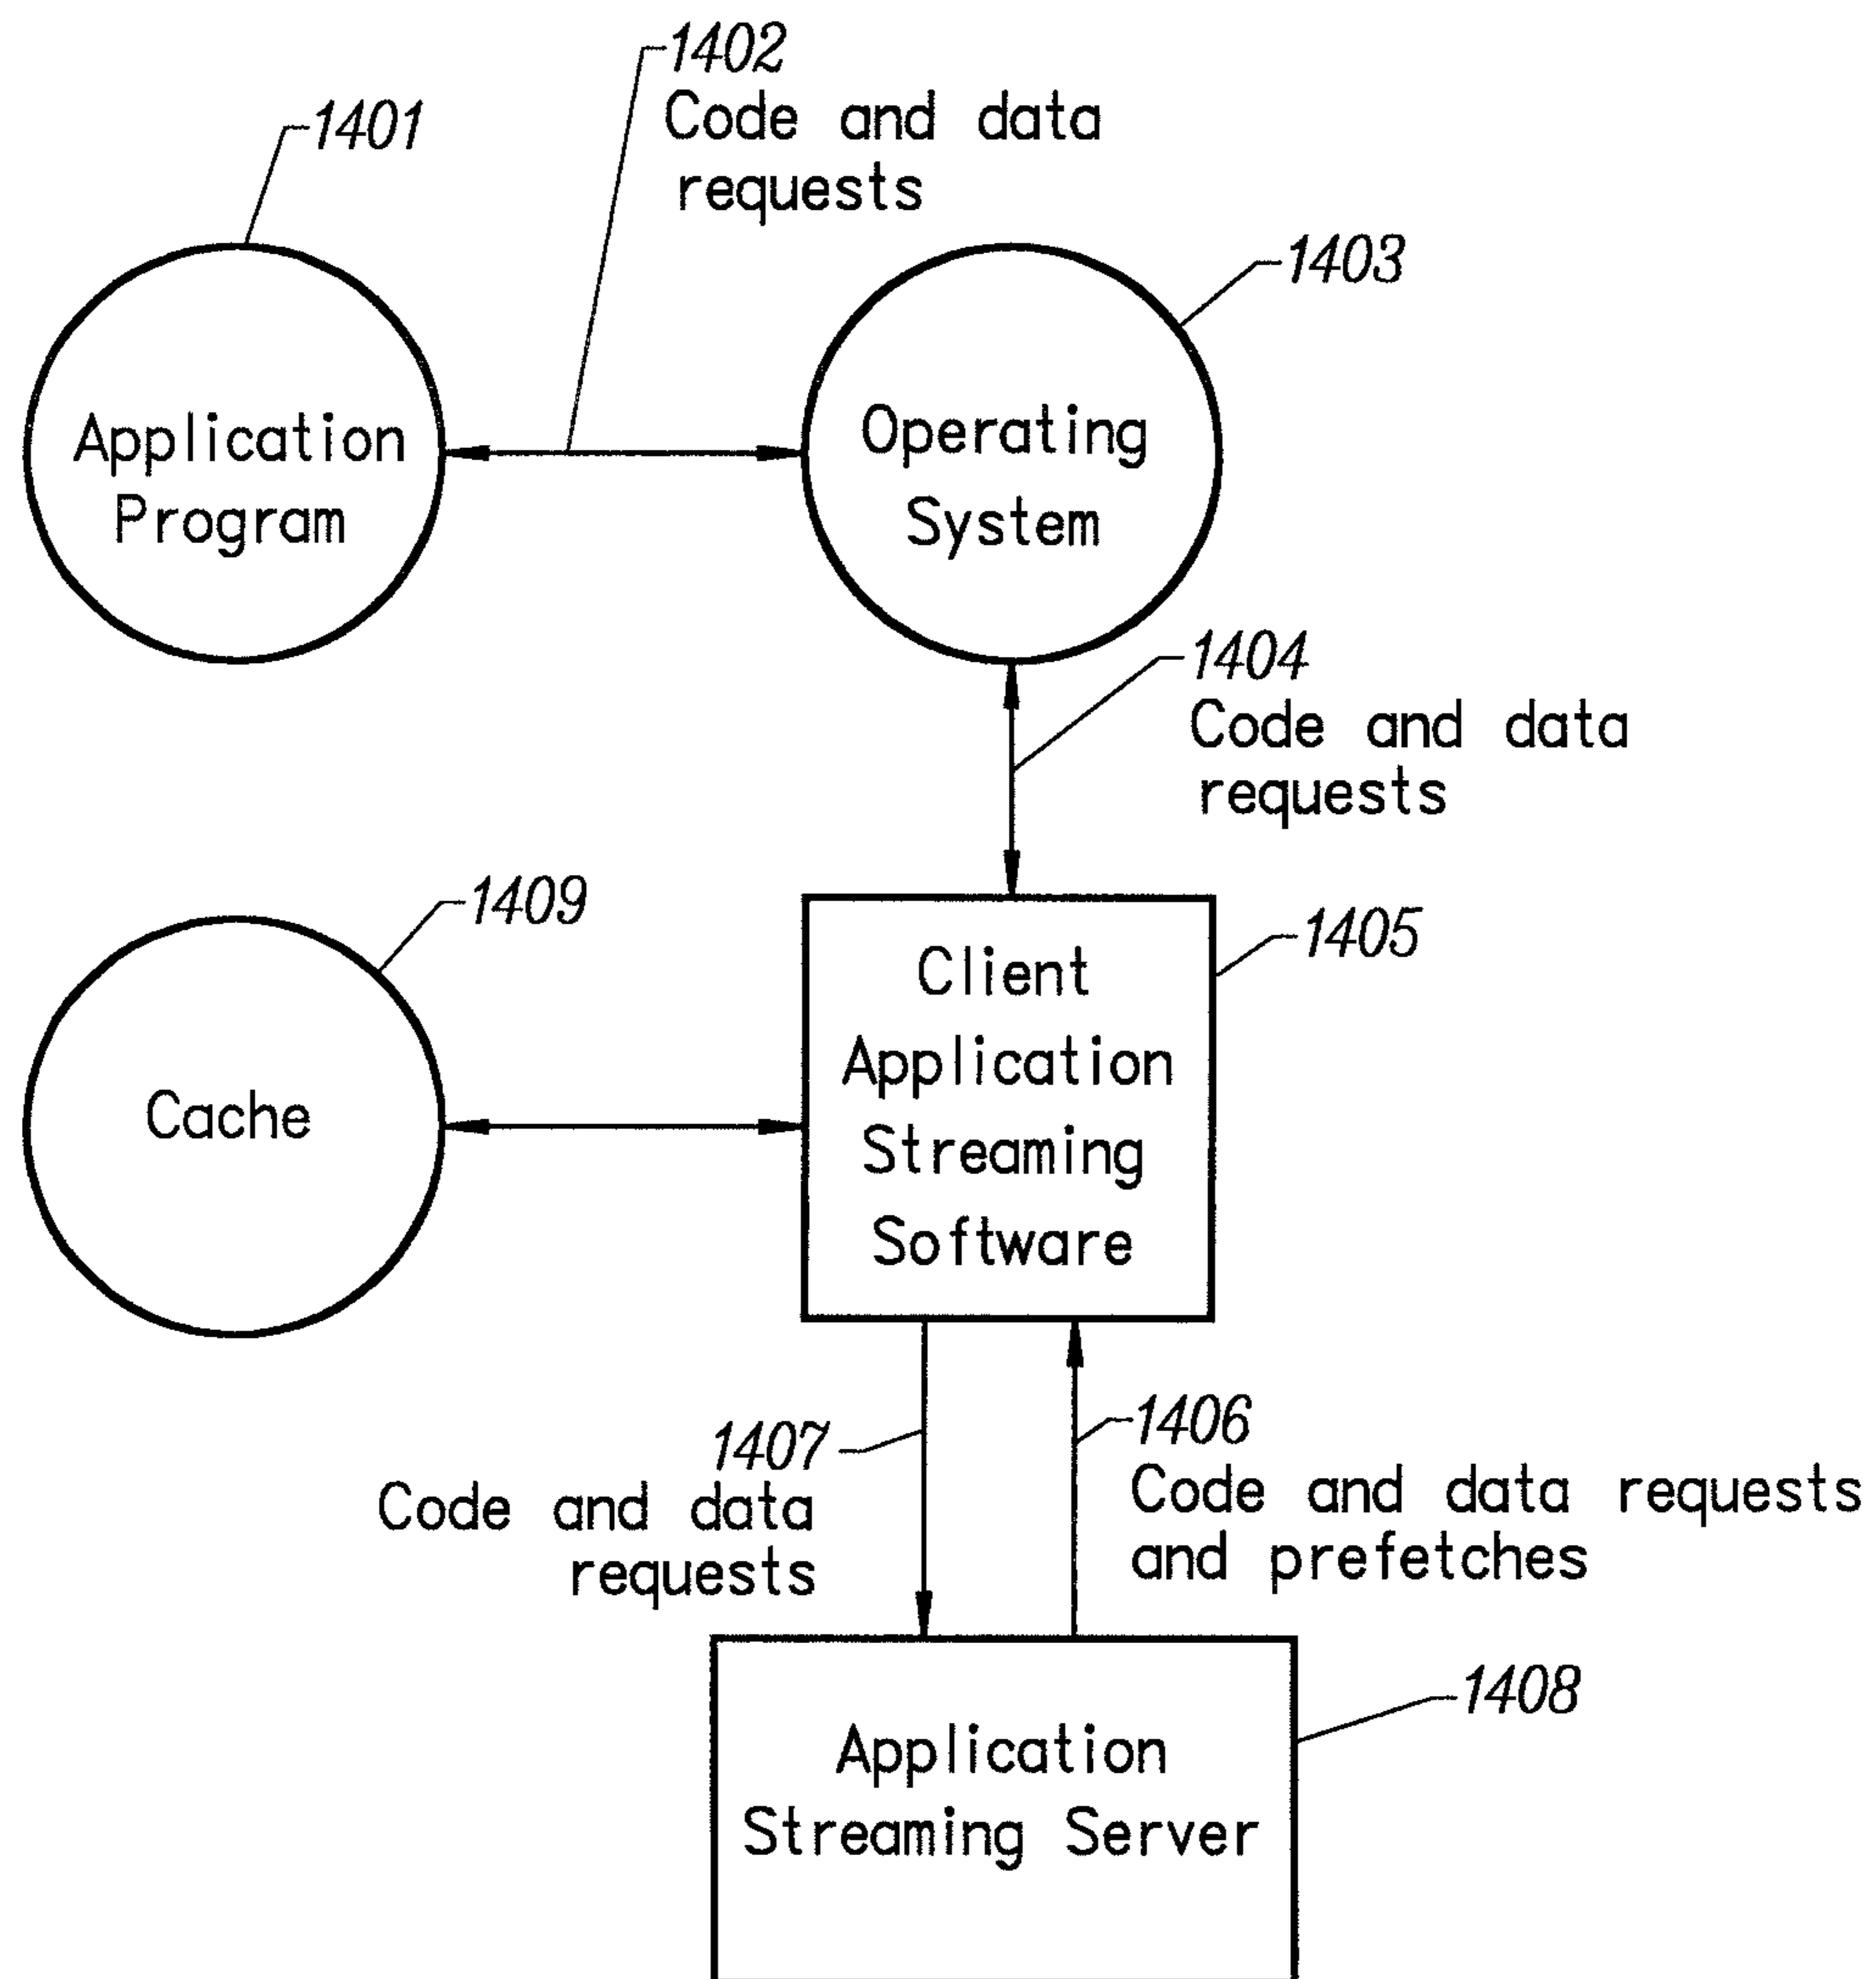 1402
Code and data
requests
1401
1403
Application
Program
Operating
System
1404
Code and data
requests
1409
1405
Cache
Client
Application
Streaming
Software
1407
Code and data
requests
1406
Code and data requests
and prefetches
1408
Application
Streaming Server